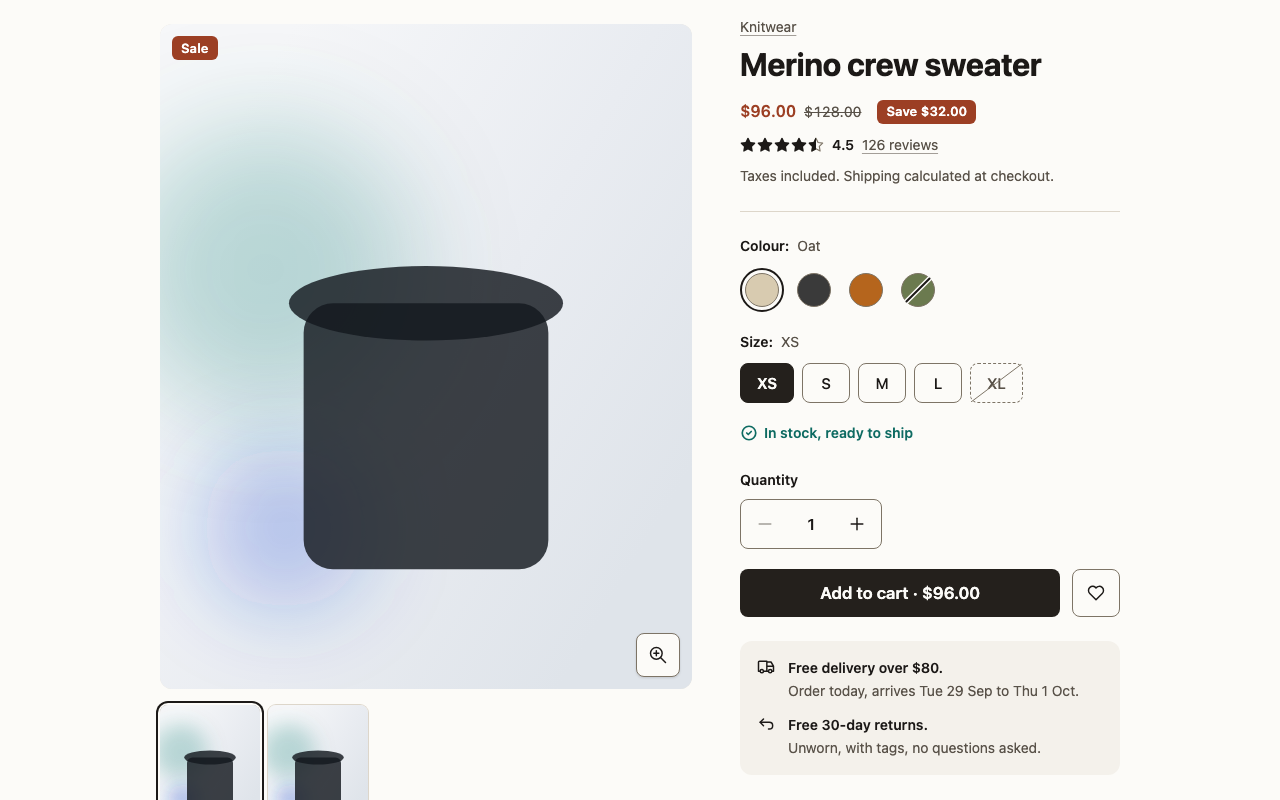 Sale
Knitwear
Merino crew sweater
$96.00 $128.00 Save $32.00
4.5 126 reviews
Taxes included. Shipping calculated at checkout.
Colour: Oat
Size: XS
XS S M L XL
In stock, ready to ship
Quantity
1
Add to cart · $96.00
Free delivery over $80.
Order today, arrives Tue 29 Sep to Thu 1 Oct.
Free 30-day returns.
Unworn, with tags, no questions asked.